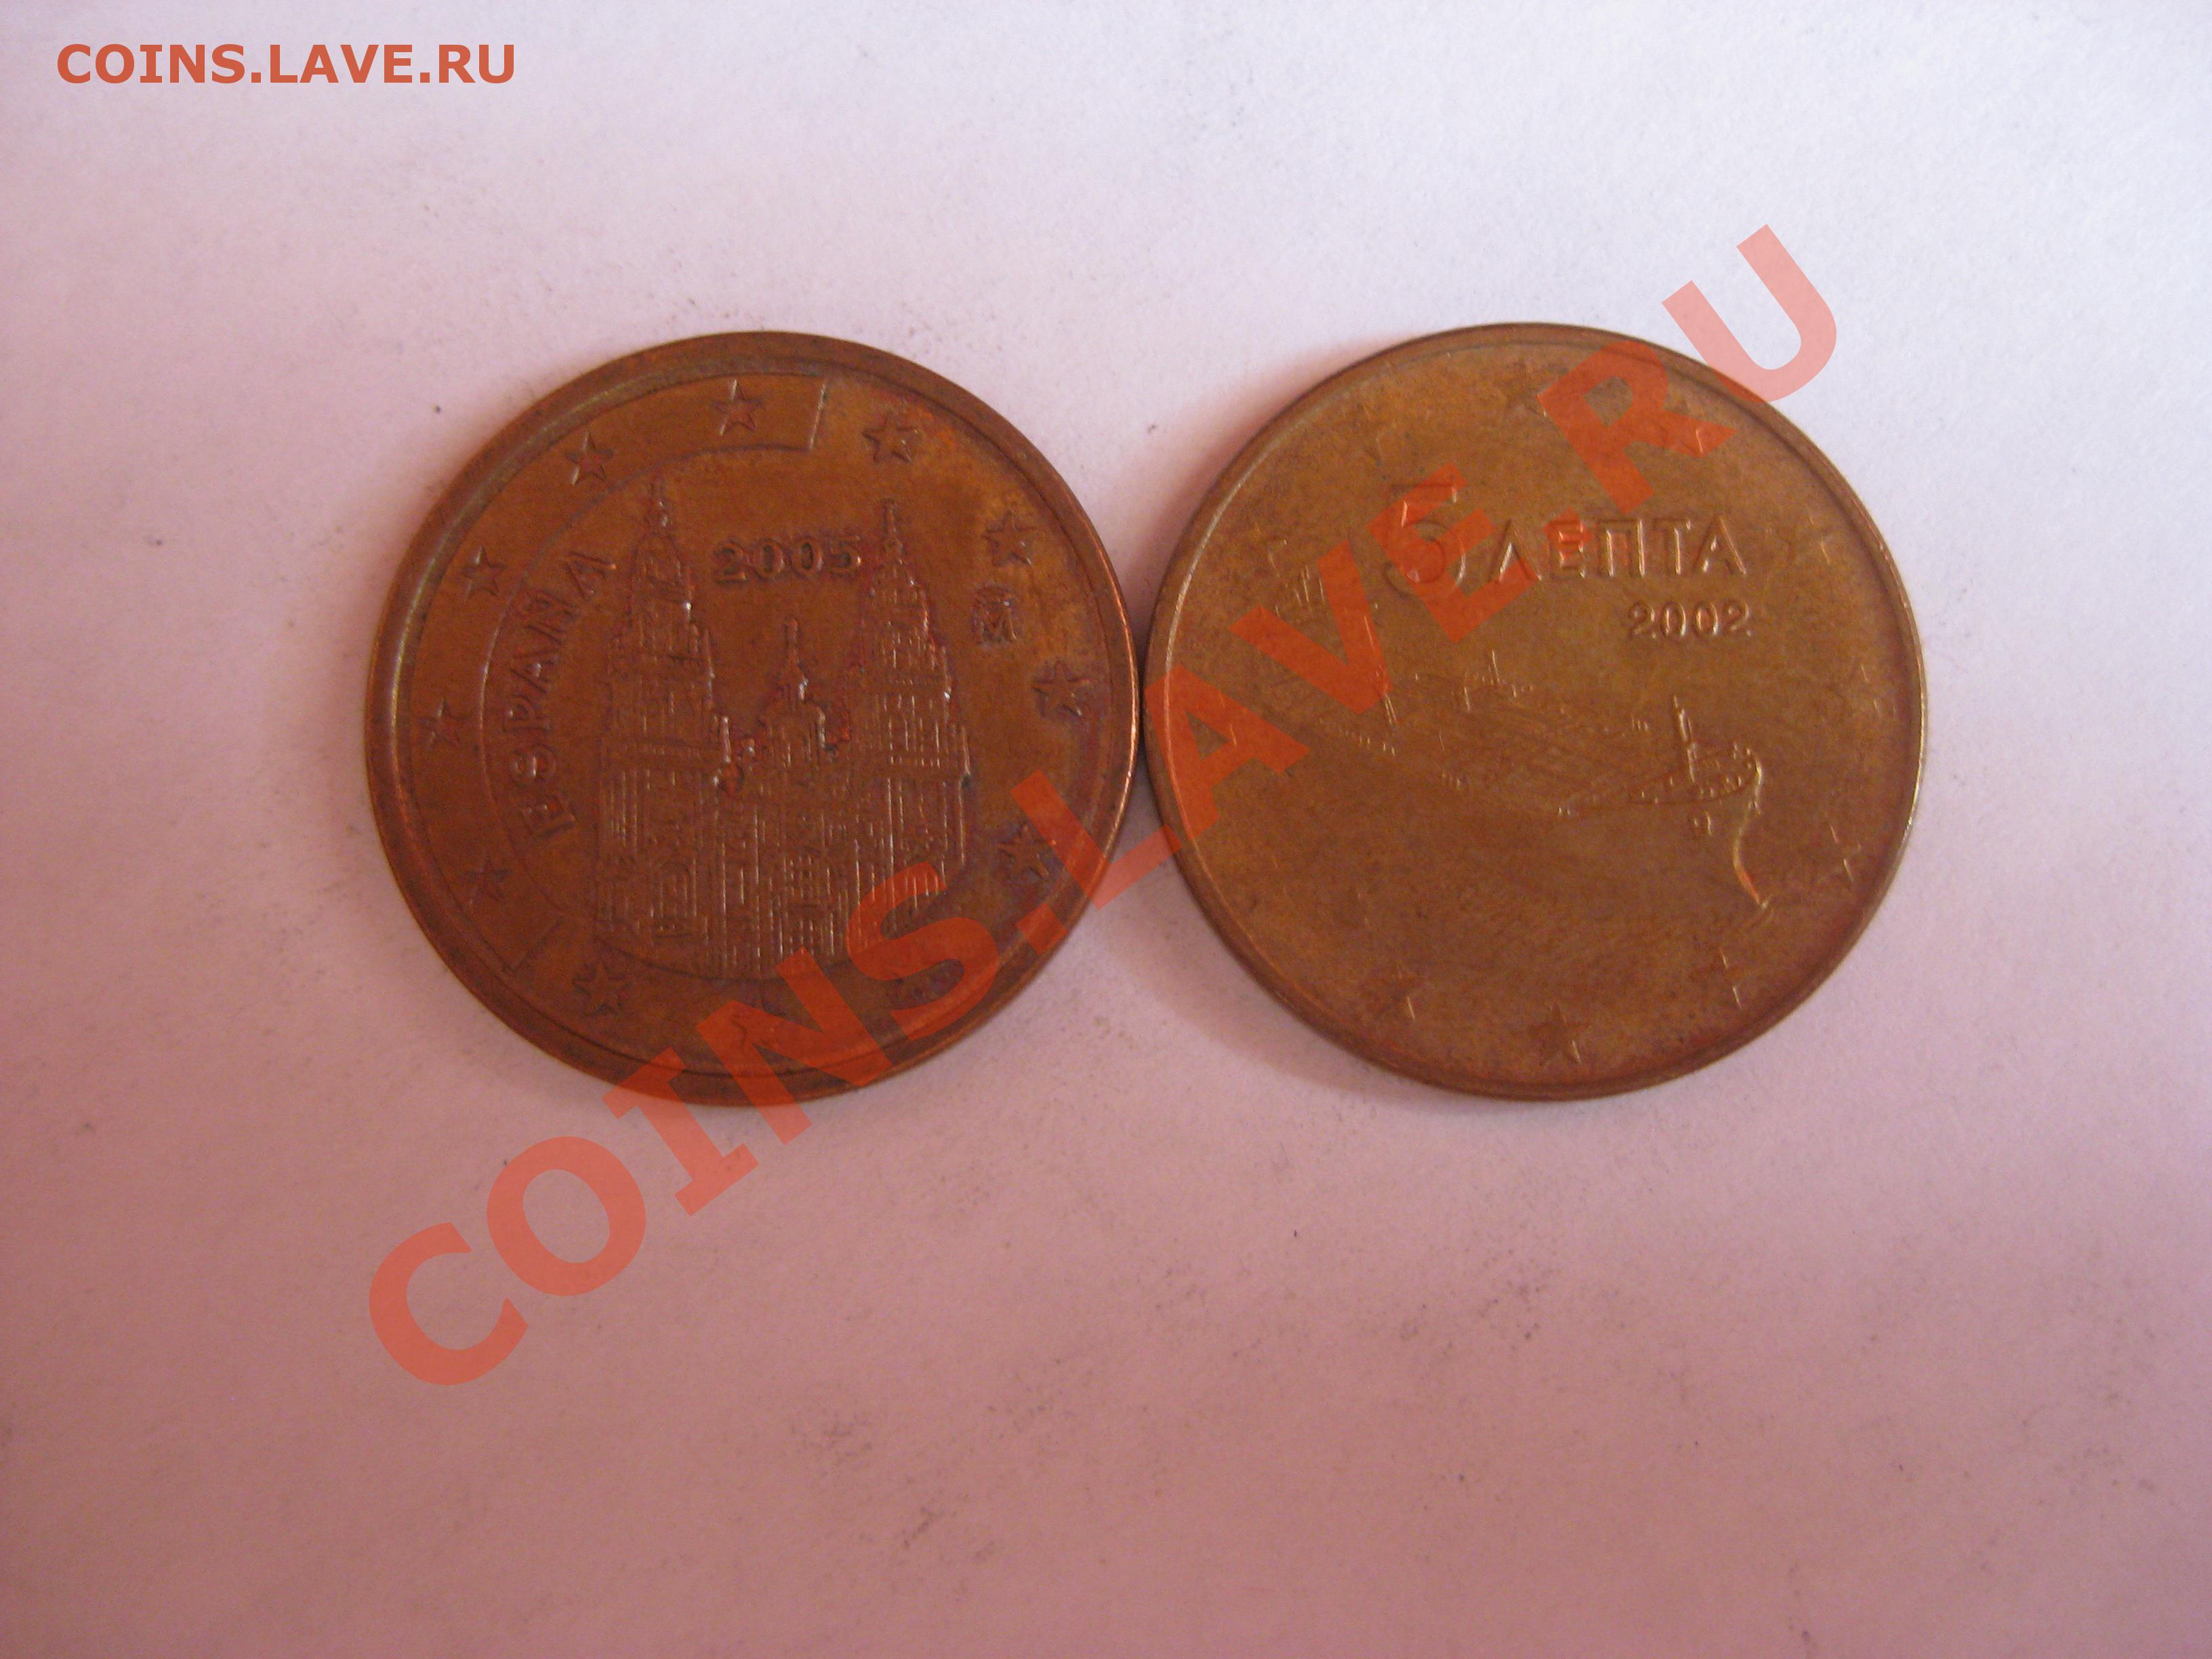 COINS.LAVE.RU
2005
ESPAÑA
M
5 ΛΕΠΤΑ
2002
COINS.LAVE.RU